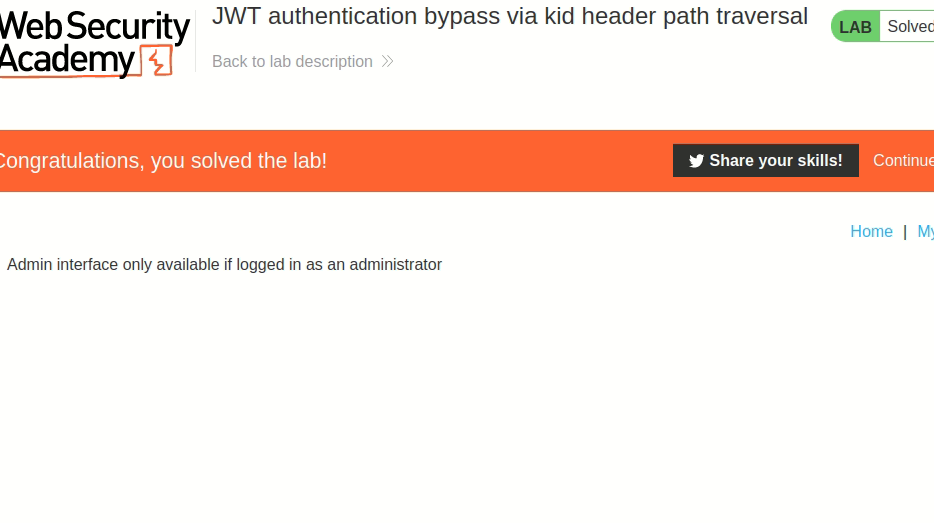 Web Security
Academy
JWT authentication bypass via kid header path traversal
Back to lab description
LAB
Solved
Congratulations, you solved the lab!
Share your skills!
Continue
Home | My
Admin interface only available if logged in as an administrator